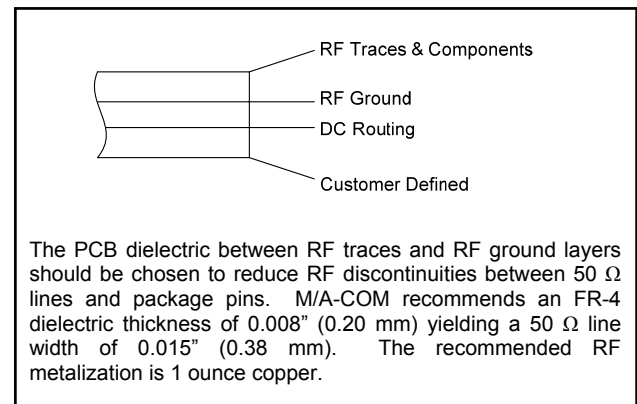 RF Traces & Components
RF Ground
DC Routing
Customer Defined
The PCB dielectric between RF traces and RF ground layers
should be chosen to reduce RF discontinuities between 50 Ω
lines and package pins. M/A-COM recommends an FR-4
dielectric thickness of 0.008” (0.20 mm) yielding a 50 Ω line
width of 0.015” (0.38 mm). The recommended RF
metalization is 1 ounce copper.